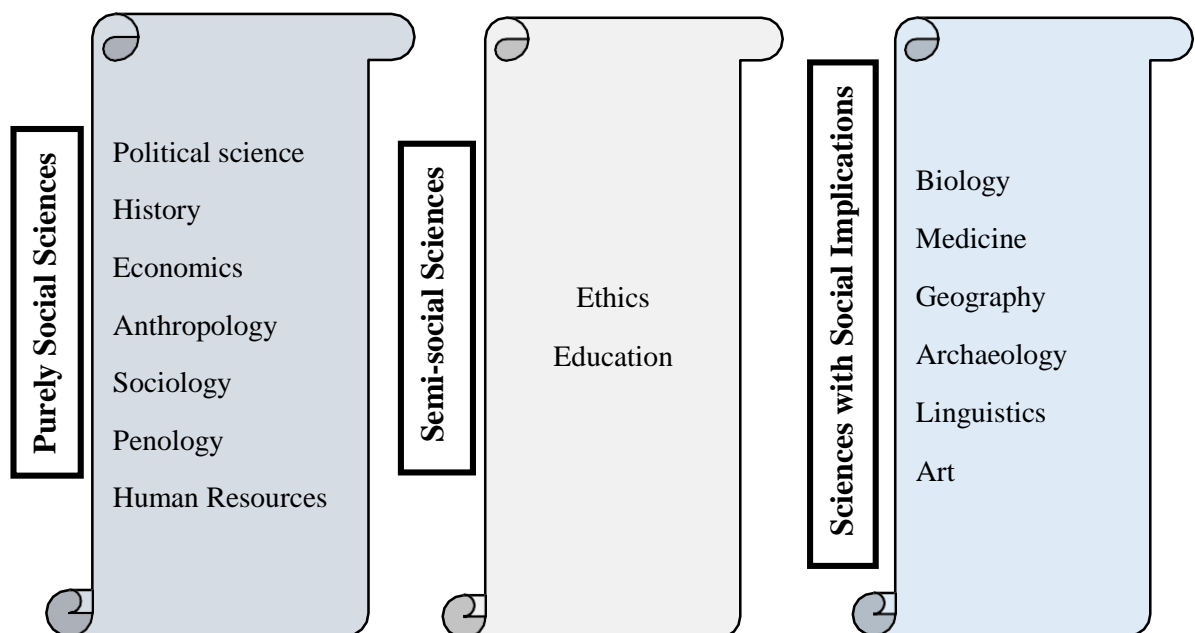 Purely Social Sciences
Political science
History
Economics
Anthropology
Sociology
Penology
Human Resources
Semi-social Sciences
Ethics
Education
Sciences with Social Implications
Biology
Medicine
Geography
Archaeology
Linguistics
Art